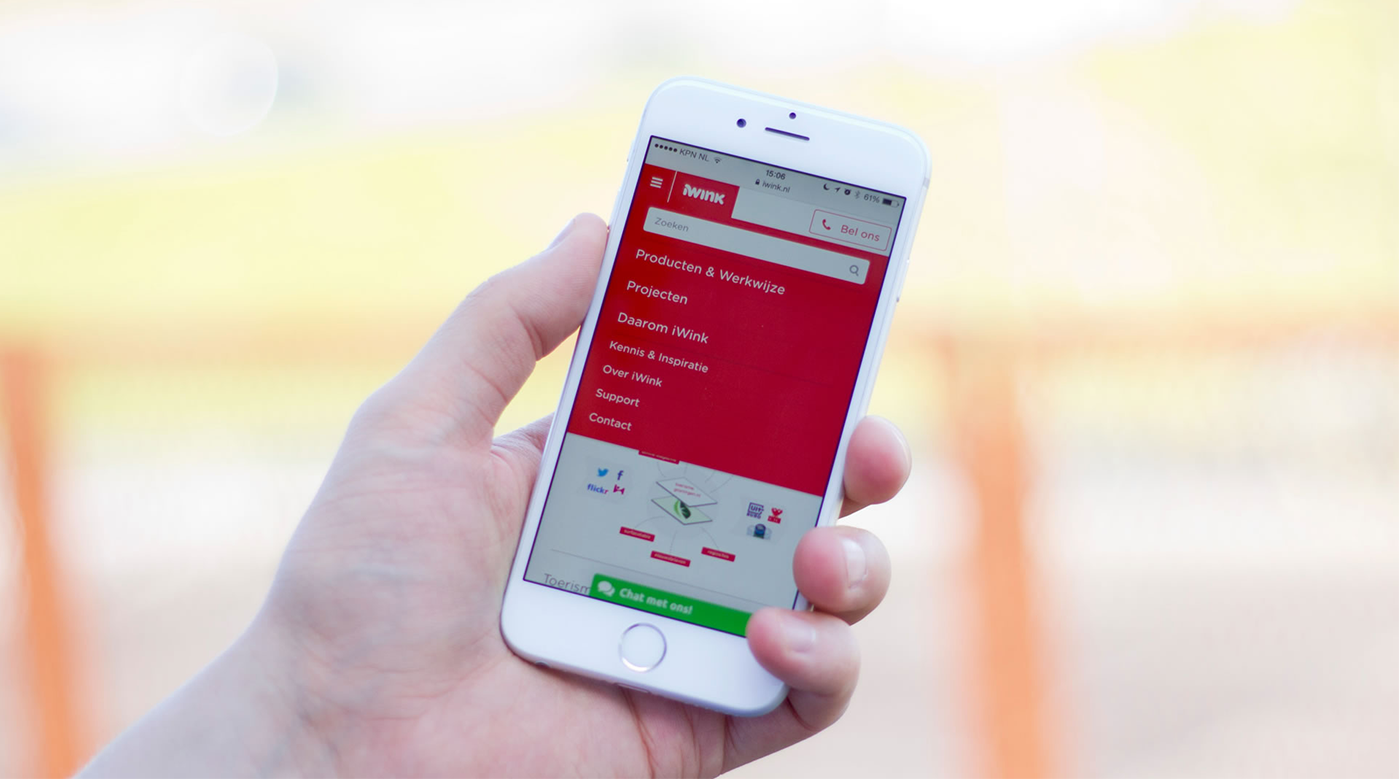 KPN NL
15:06
61%
iwink.nl
iWINK
Bel ons
Zoeken
Producten & Werkwijze
Projecten
Daarom iWink
Kennis & Inspiratie
Over iWink
Support
Contact
flickr
Toerism
Chat met ons!